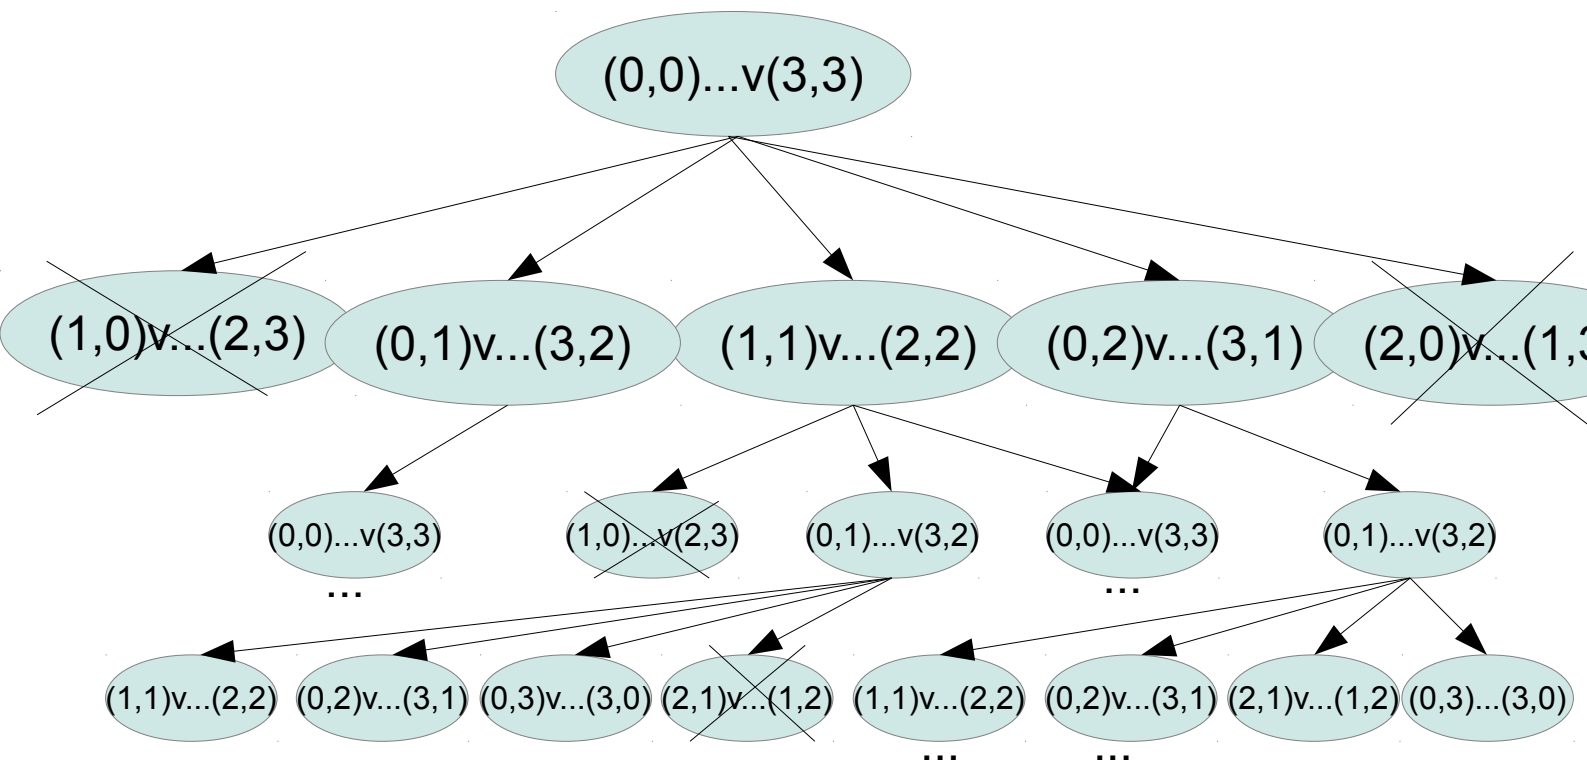 (0,0)...v(3,3)
(1,0)v...(2,3)
(0,1)v...(3,2)
(1,1)v...(2,2)
(0,2)v...(3,1)
(2,0)v...(1,3
(0,0)...v(3,3)
(1,0)...v(2,3)
(0,1)...v(3,2)
(0,0)...v(3,3)
(0,1)...v(3,2)
...
...
(1,1)v...(2,2)
(0,2)v...(3,1)
(0,3)v...(3,0)
(2,1)v...(1,2)
(1,1)v...(2,2)
(0,2)v...(3,1)
(2,1)v...(1,2)
(0,3)...(3,0)
...
...